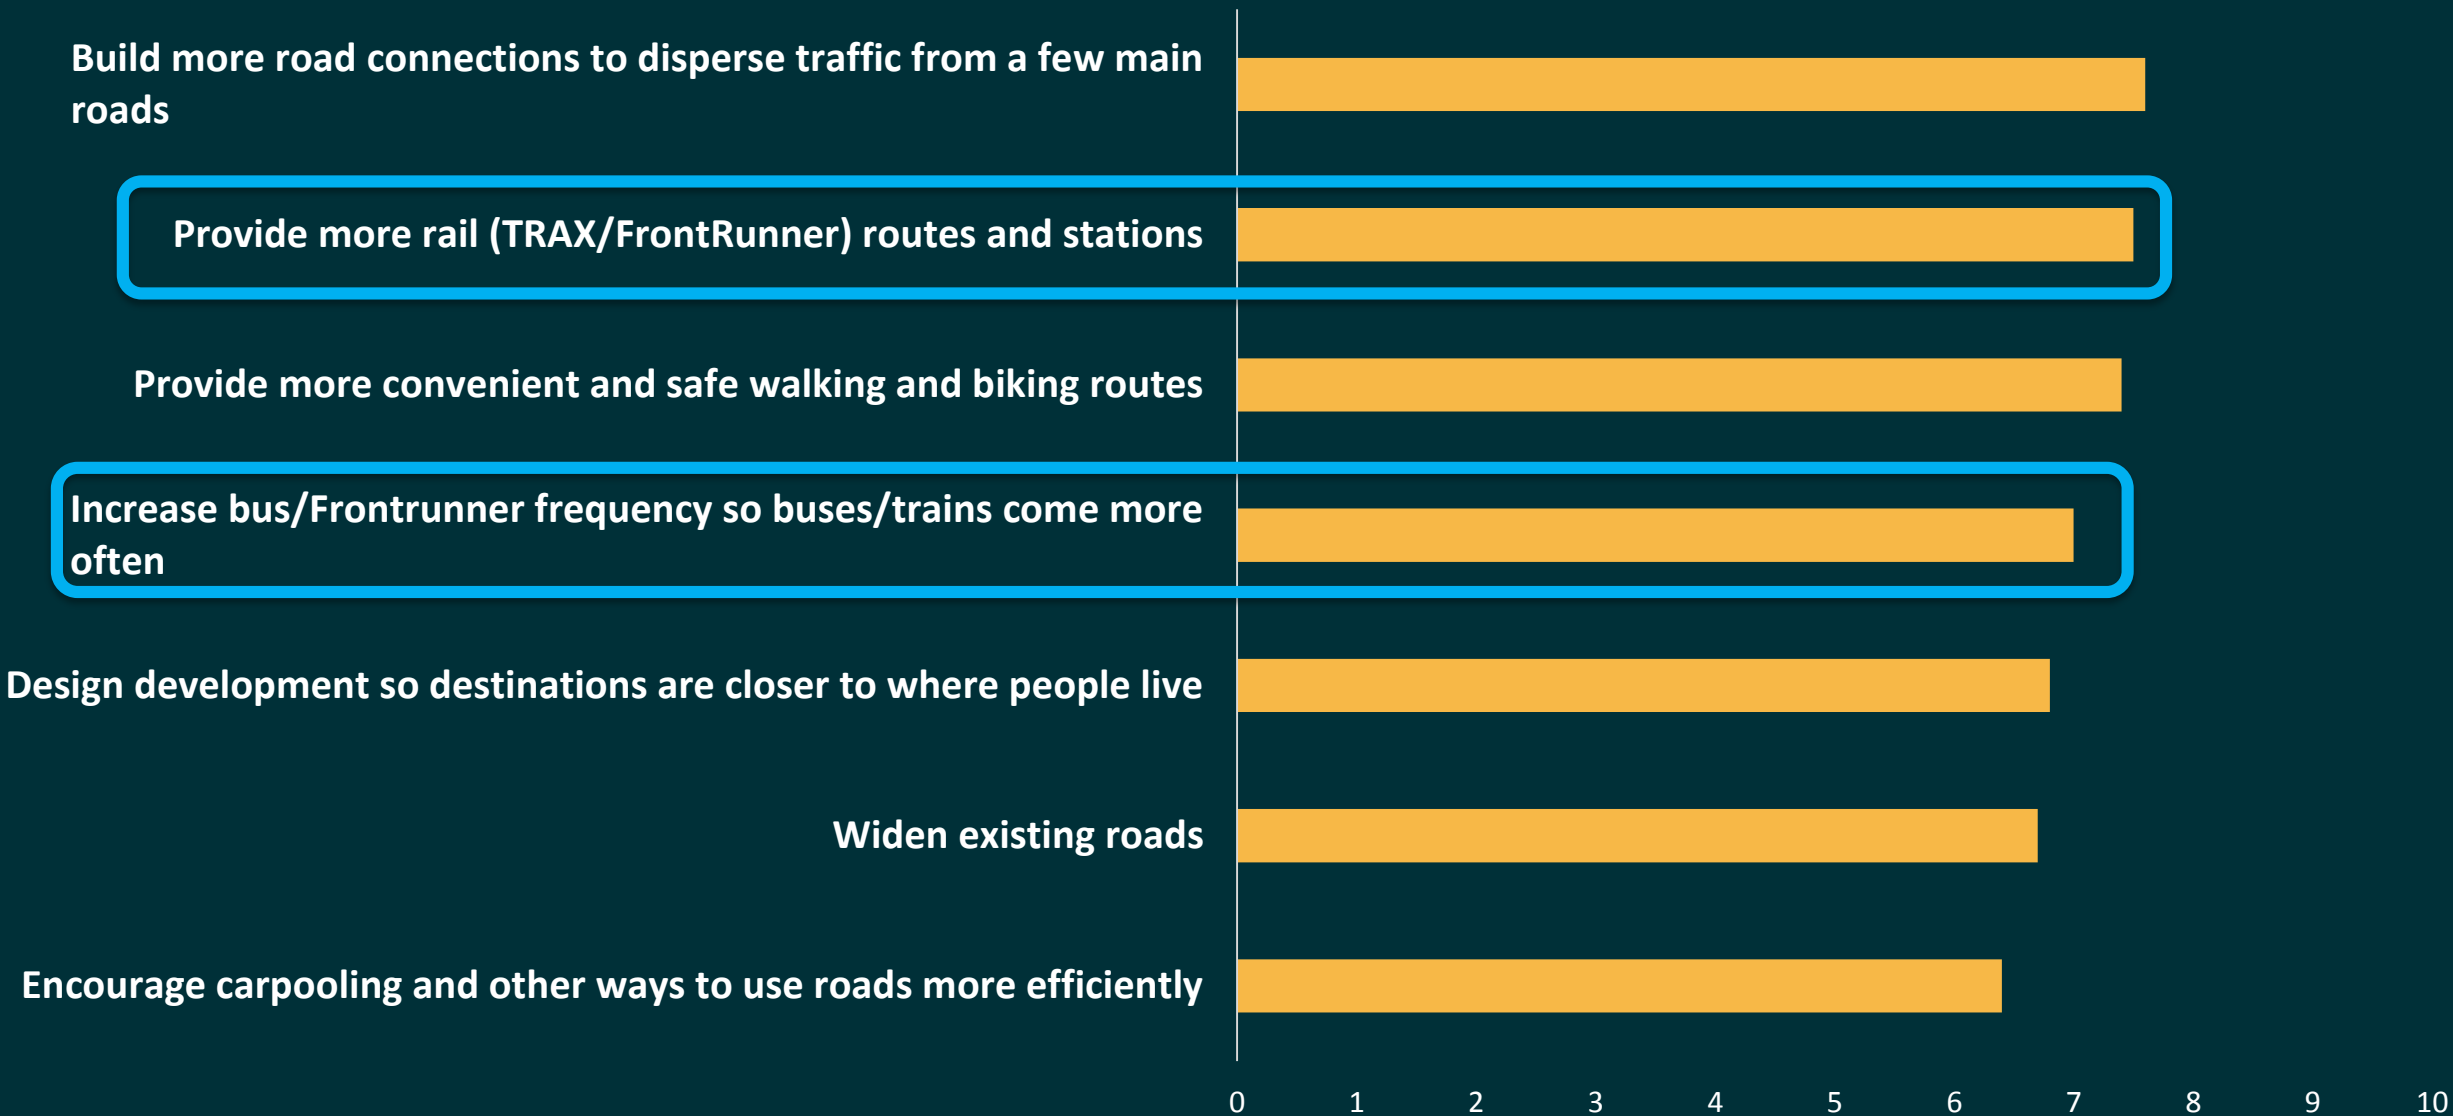 Build more road connections to disperse traffic from a few main
roads
Provide more rail (TRAX/FrontRunner) routes and stations
Provide more convenient and safe walking and biking routes
Increase bus/Frontrunner frequency so buses/trains come more
often
Design development so destinations are closer to where people live
Widen existing roads
Encourage carpooling and other ways to use roads more efficiently
0 1 2 3 4 5 6 7 8 9 10